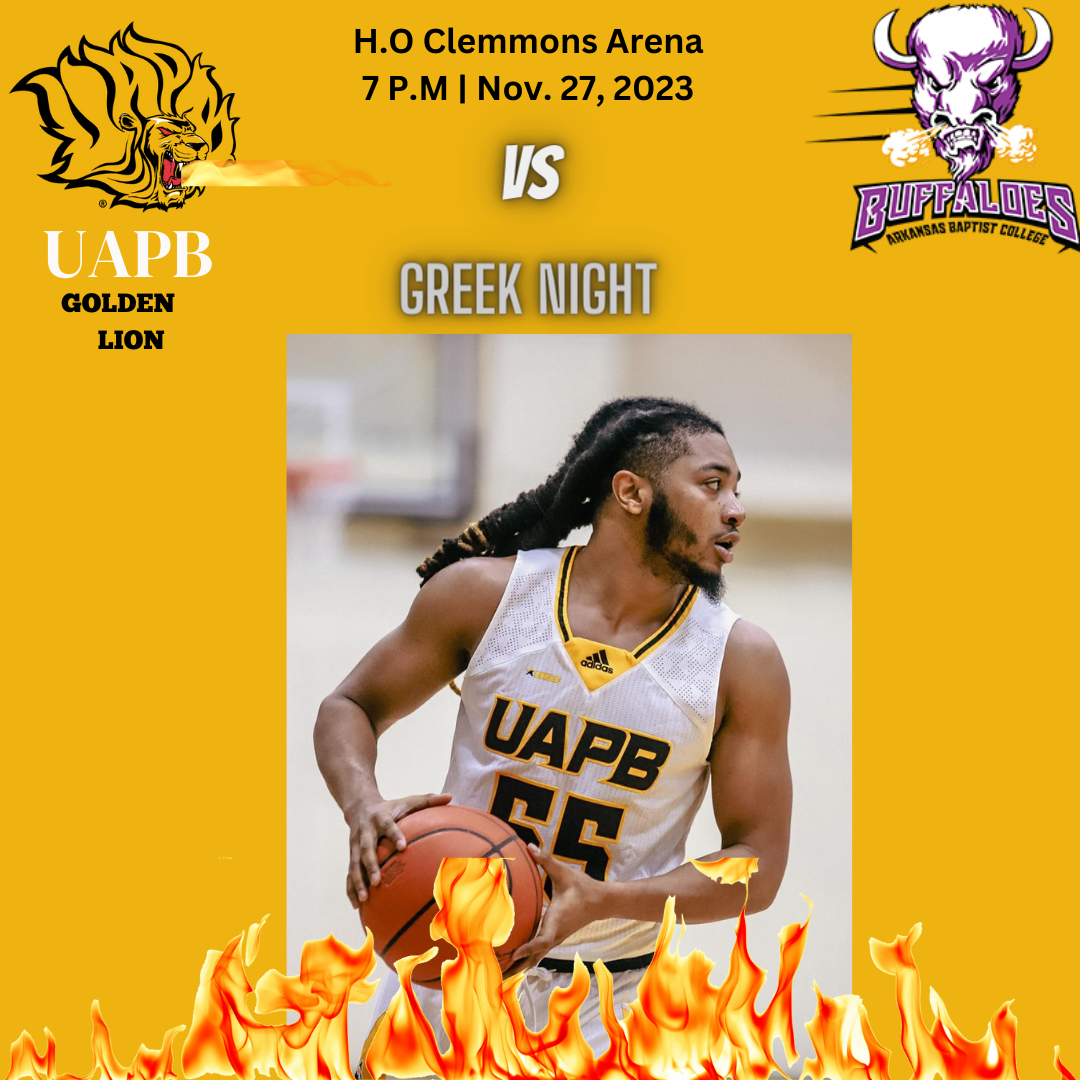 H.O Clemmons Arena
7 P.M | Nov. 27, 2023
VS
UAPB
GOLDEN
LION
BUFFALOES
ARKANSAS BAPTIST COLLEGE
GREEK NIGHT
adidas
UAPB
55